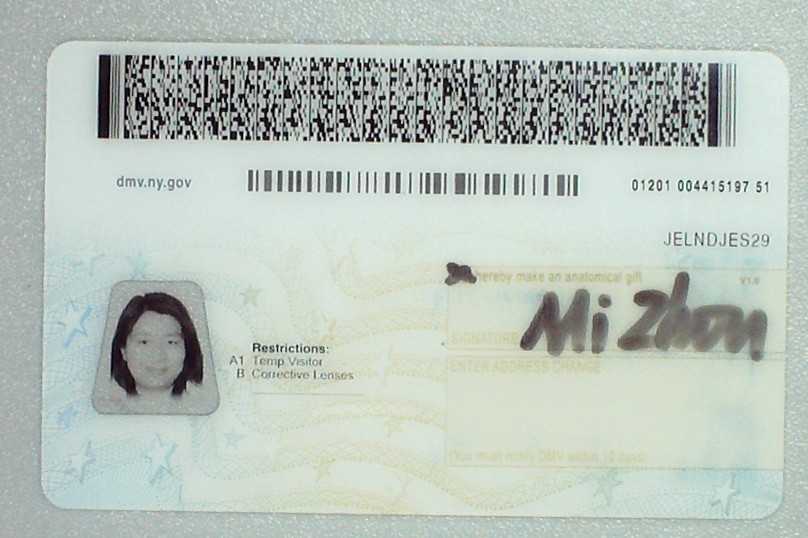 dmv.ny.gov
01201 004415197 51
JELNDJES29
hereby make an anatomical gift
V1.0
SIGNATURE
Mi Zhou
Restrictions:
A1 Temp Visitor
B Corrective Lenses
ENTER ADDRESS CHANGE
(You must notify DMV within 10 days)